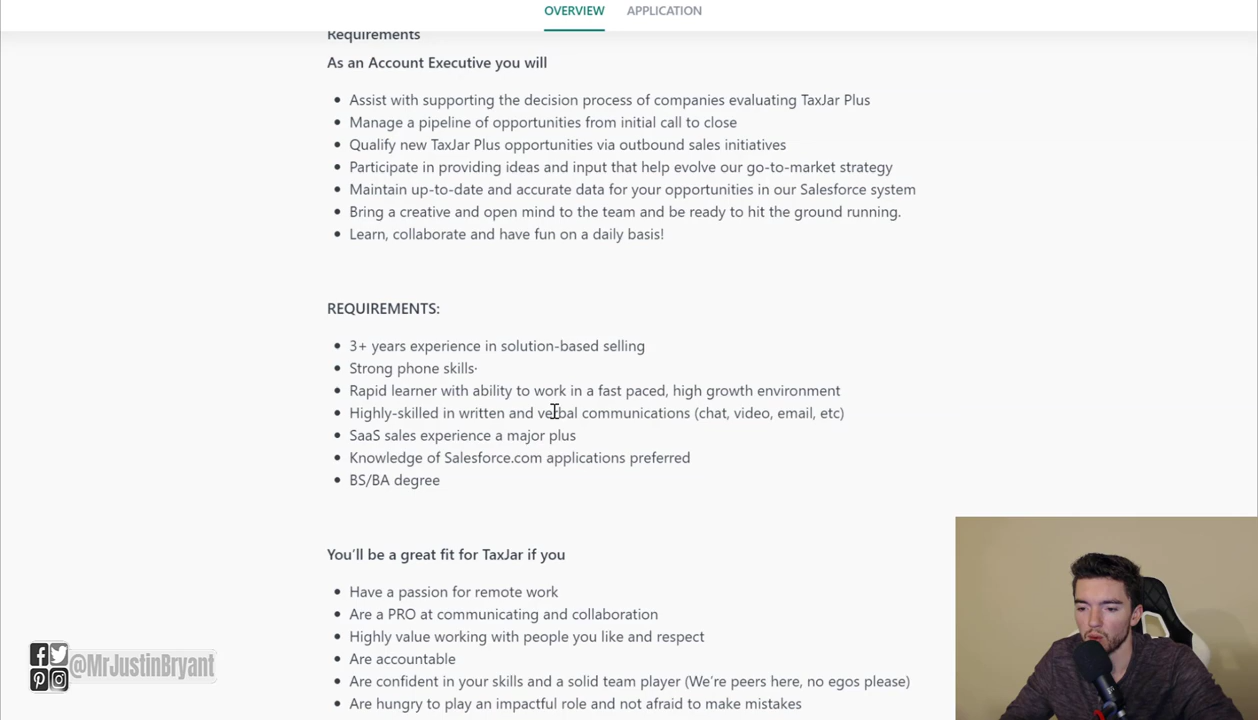 OVERVIEW
APPLICATION
Requirements
As an Account Executive you will
Assist with supporting the decision process of companies evaluating TaxJar Plus
Manage a pipeline of opportunities from initial call to close
Qualify new TaxJar Plus opportunities via outbound sales initiatives
Participate in providing ideas and input that help evolve our go-to-market strategy
Maintain up-to-date and accurate data for your opportunities in our Salesforce system
Bring a creative and open mind to the team and be ready to hit the ground running.
Learn, collaborate and have fun on a daily basis!
REQUIREMENTS:
3+ years experience in solution-based selling
Strong phone skills·
Rapid learner with ability to work in a fast paced, high growth environment
Highly-skilled in written and verbal communications (chat, video, email, etc)
SaaS sales experience a major plus
Knowledge of Salesforce.com applications preferred
BS/BA degree
You'll be a great fit for TaxJar if you
Have a passion for remote work
Are a PRO at communicating and collaboration
Highly value working with people you like and respect
Are accountable
Are confident in your skills and a solid team player (We're peers here, no egos please)
Are hungry to play an impactful role and not afraid to make mistakes
@MrJustinBryant